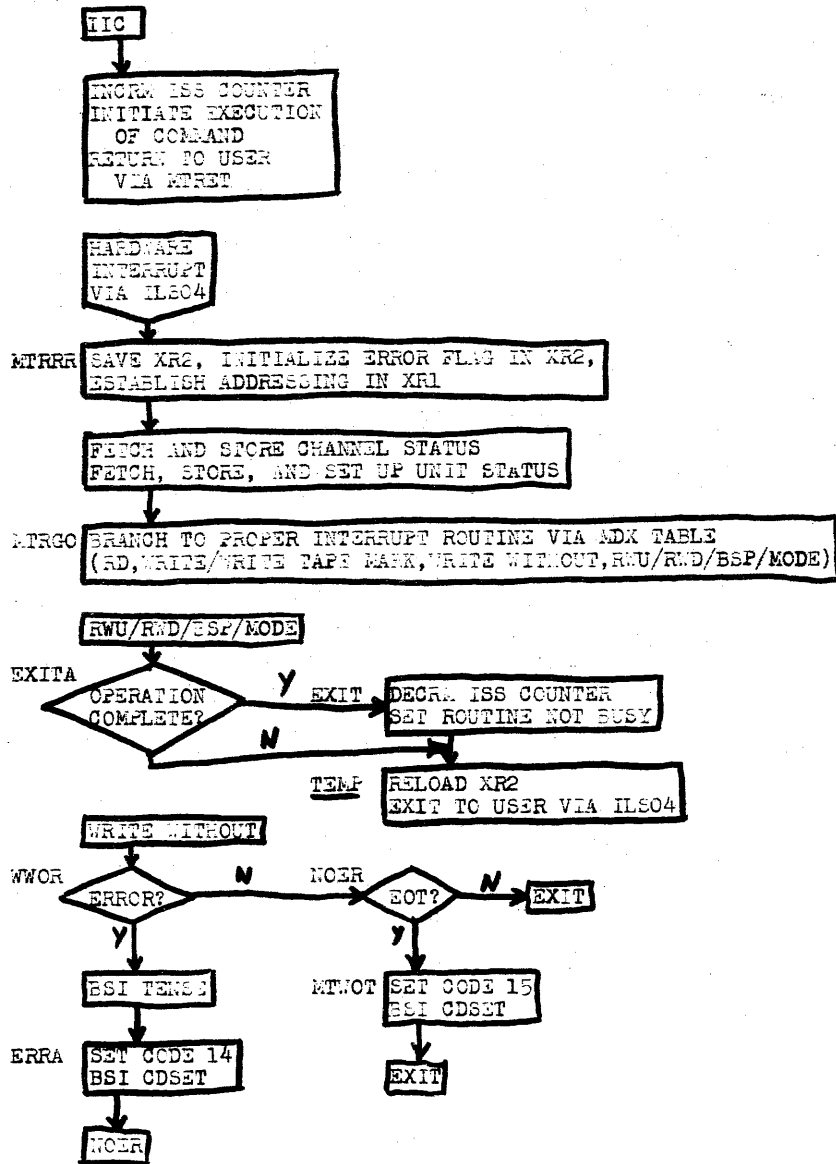 IIC
INCRM ISS COUNTER
INITIATE EXECUTION
OF COMMAND
RETURN TO USER
VIA MTRET
HARDWARE
INTERRUPT
VIA ILS04
MTRRR SAVE XR2, INITIALIZE ERROR FLAG IN XR2,
ESTABLISH ADDRESSING IN XR1
FETCH AND STORE CHANNEL STATUS
FETCH, STORE, AND SET UP UNIT STATUS
MTRGO BRANCH TO PROPER INTERRUPT ROUTINE VIA ADX TABLE
(RD,WRITE/WRITE TAPE MARK,WRITE WITHOUT,RWU/RWD/BSP/MODE)
RWU/RWD/BSP/MODE
EXITA OPERATION COMPLETE? Y EXIT DECRM ISS COUNTER
SET ROUTINE NOT BUSY
N
TEMP RELOAD XR2
EXIT TO USER VIA ILS04
WRITE WITHOUT
WWOR ERROR? N NOER EOT? N EXIT
Y Y
BSI TENSE MTWOT SET CODE 15
BSI CDSET
ERRA SET CODE 14
BSI CDSET
EXIT
NOER